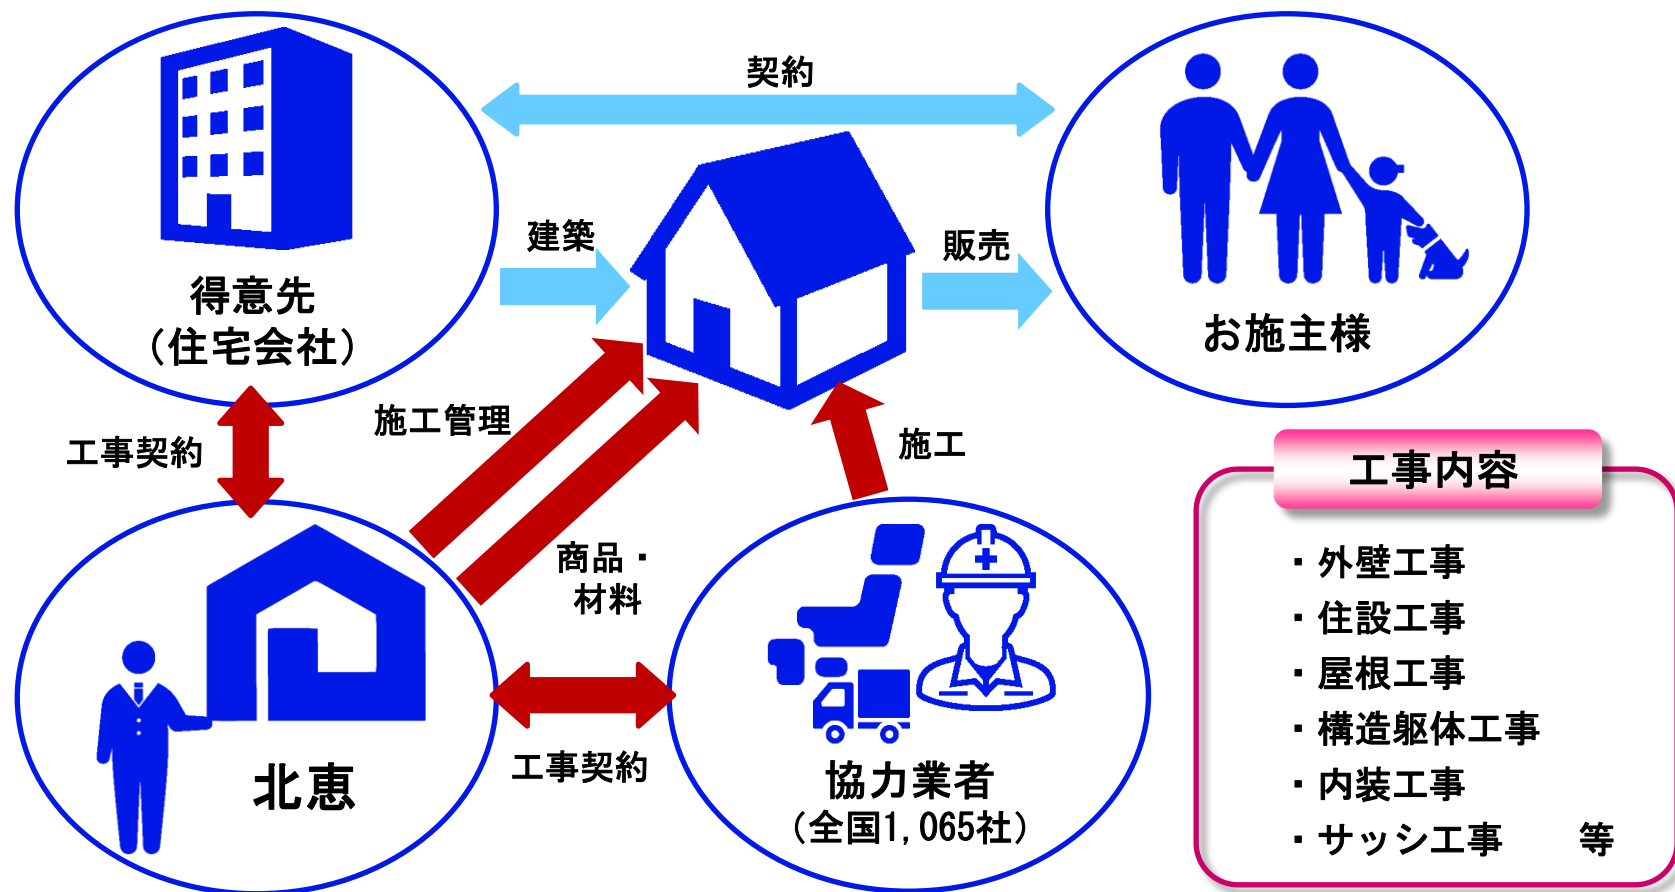 契約
建築
販売
得意先
（住宅会社）
お施主様
工事契約
施工管理
施工
商品・
材料
工事契約
北恵
協力業者
（全国1,065社）
工事内容
・外壁工事
・住設工事
・屋根工事
・構造躯体工事
・内装工事
・サッシ工事　　等